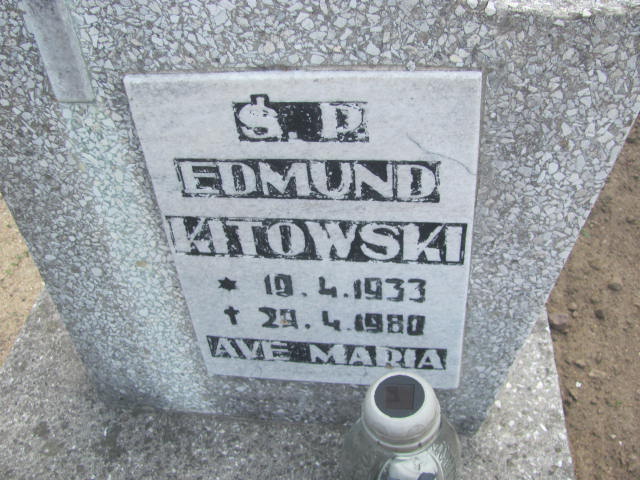 Ś.P.
EDMUND
KITOWSKI
* 19.4.1933
† 29.4.1980
AVE MARIA